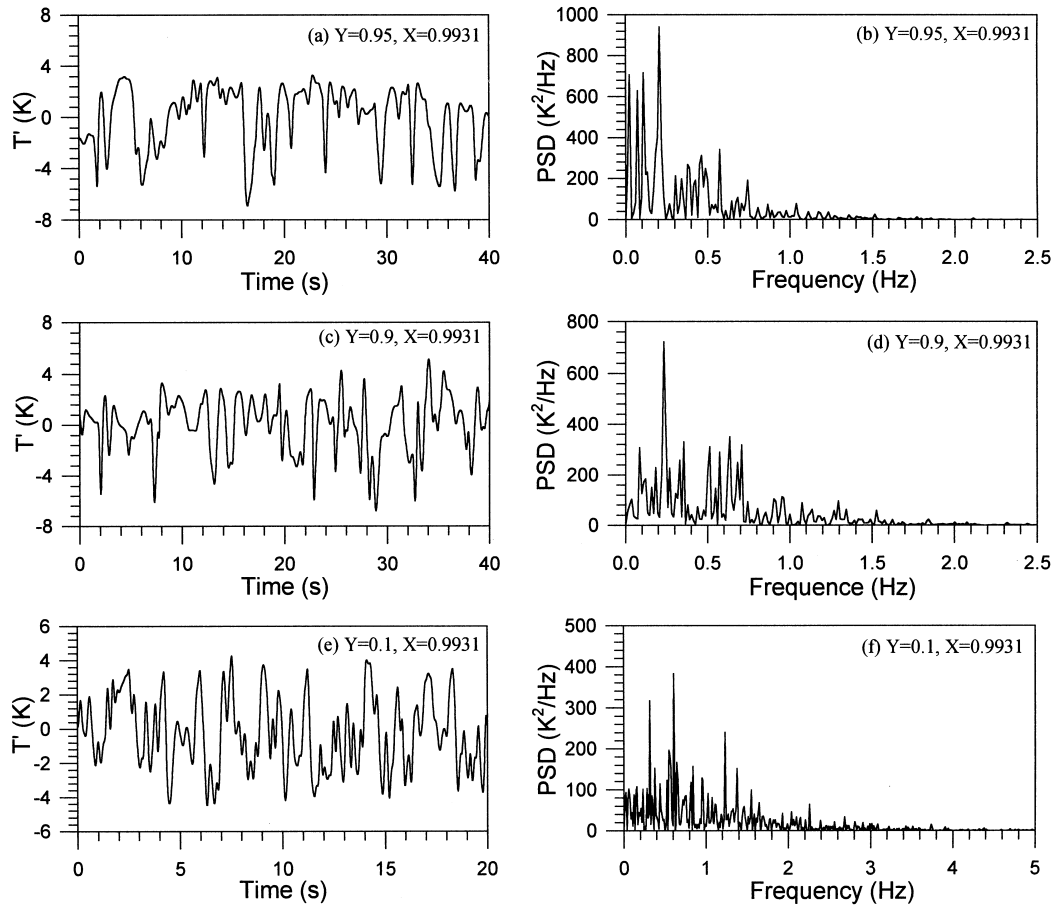 8
4
0
-4
-8
T' (K)
(a) Y=0.95, X=0.9931
0 10 20 30 40
Time (s)
1000
800
600
400
200
0
PSD (K²/Hz)
(b) Y=0.95, X=0.9931
0.0 0.5 1.0 1.5 2.0 2.5
Frequency (Hz)
8
4
0
-4
-8
T' (K)
(c) Y=0.9, X=0.9931
0 10 20 30 40
Time (s)
800
600
400
200
0
PSD (K²/Hz)
(d) Y=0.9, X=0.9931
0.0 0.5 1.0 1.5 2.0 2.5
Frequence (Hz)
6
4
2
0
-2
-4
-6
T' (K)
(e) Y=0.1, X=0.9931
0 5 10 15 20
Time (s)
500
400
300
200
100
0
PSD (K²/Hz)
(f) Y=0.1, X=0.9931
0 1 2 3 4 5
Frequency (Hz)